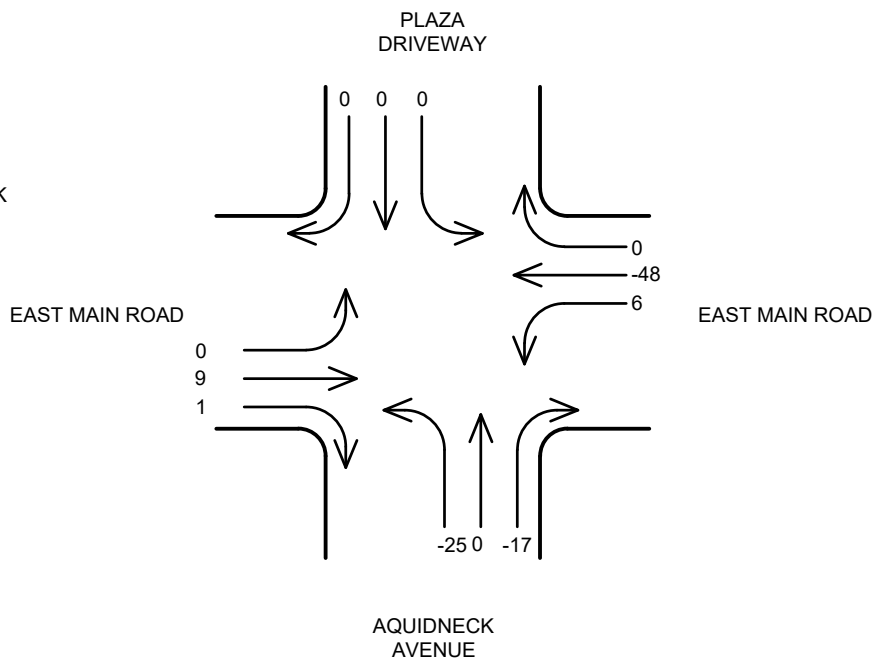 PLAZA
DRIVEWAY
0 0 0
K
0
-48
EAST MAIN ROAD
6
EAST MAIN ROAD
0
9
1
-25 0 -17
AQUIDNECK
AVENUE